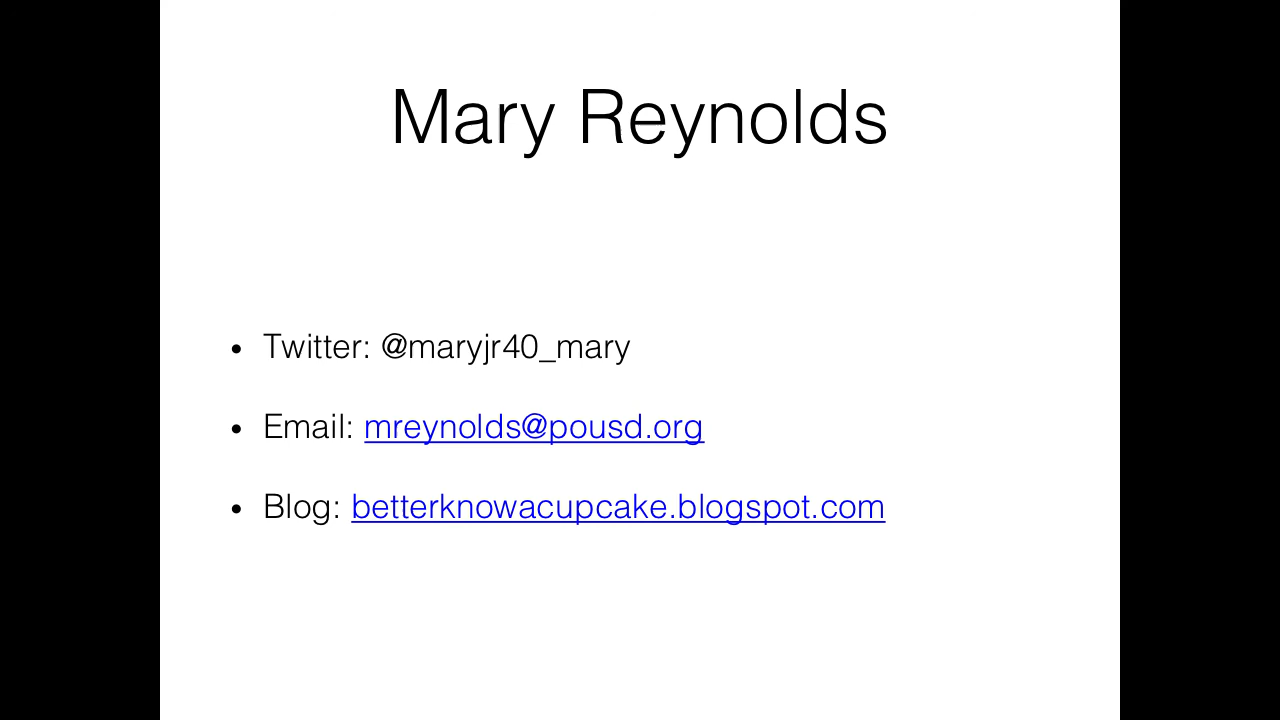 Mary Reynolds
• Twitter: @maryjr40_mary
• Email: mreynolds@pousd.org
• Blog: betterknowacupcake.blogspot.com